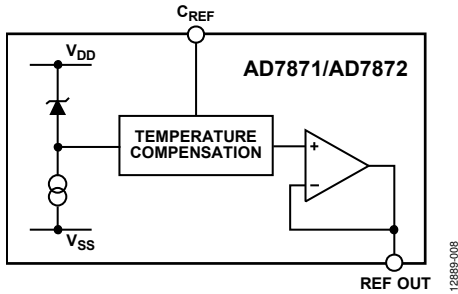 CREF
VDD
AD7871/AD7872
TEMPERATURE
COMPENSATION
+
−
VSS
REF OUT
12889-008